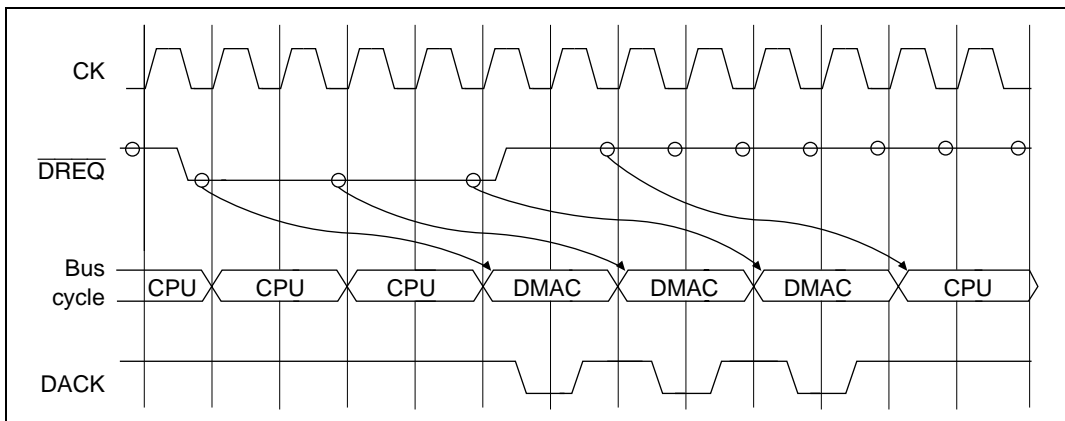 CK
DREQ
Bus cycle
CPU CPU CPU DMAC DMAC DMAC CPU
DACK